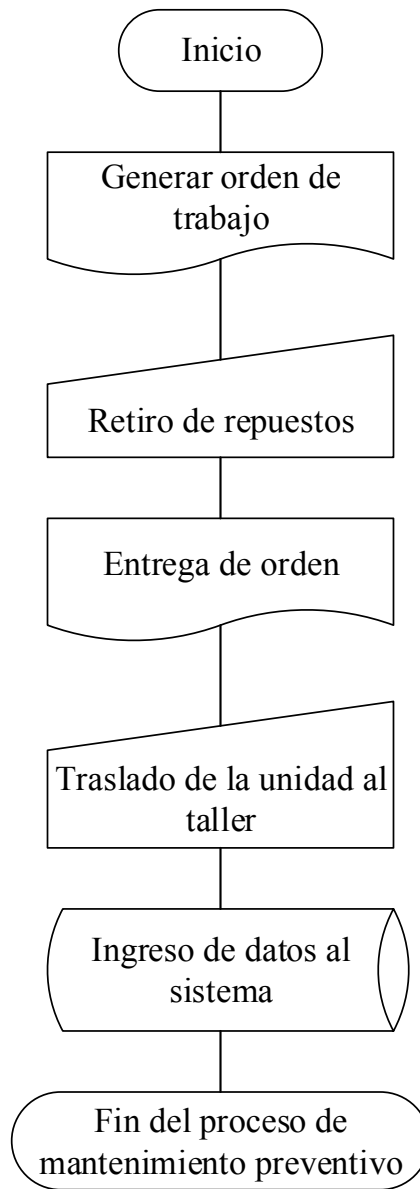 Inicio
Generar orden de
trabajo
Retiro de repuestos
Entrega de orden
Traslado de la unidad al
taller
Ingreso de datos al
sistema
Fin del proceso de
mantenimiento preventivo